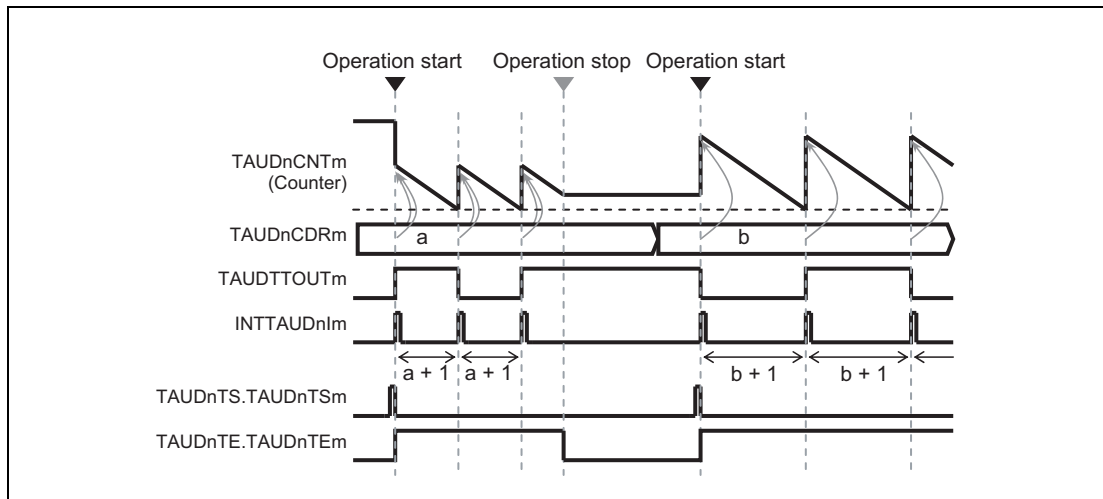 Operation start Operation stop Operation start
TAUDnCNTm
(Counter)
TAUDnCDRm a b
TAUDTTOUTm
INTTAUDnIm
a + 1 a + 1 b + 1 b + 1
TAUDnTS.TAUDnTSm
TAUDnTE.TAUDnTEm